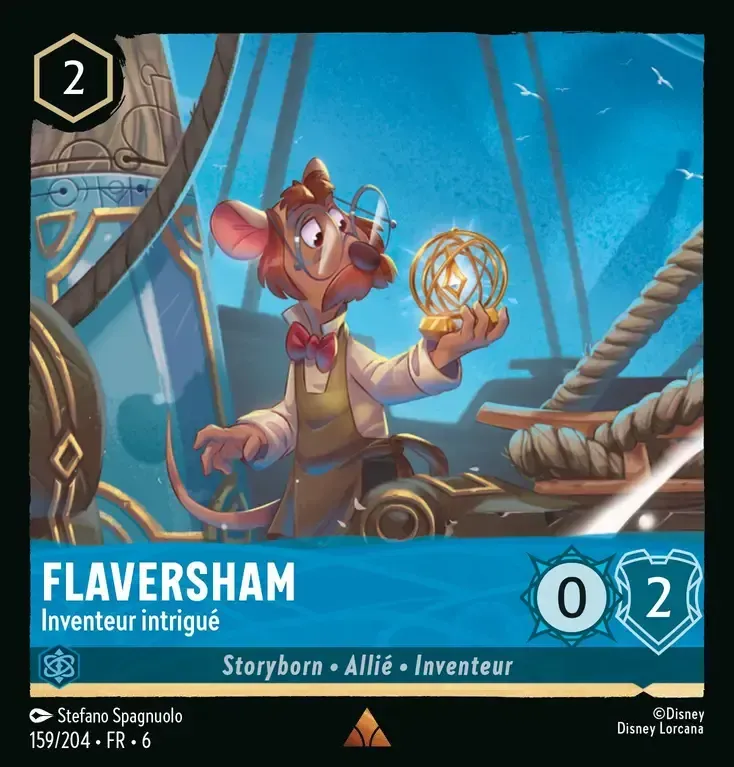 2
FLAVERSHAM
Inventeur intrigué
0
2
Storyborn • Allié • Inventeur
Stefano Spagnuolo
©Disney
159/204 • FR • 6
Disney Lorcana